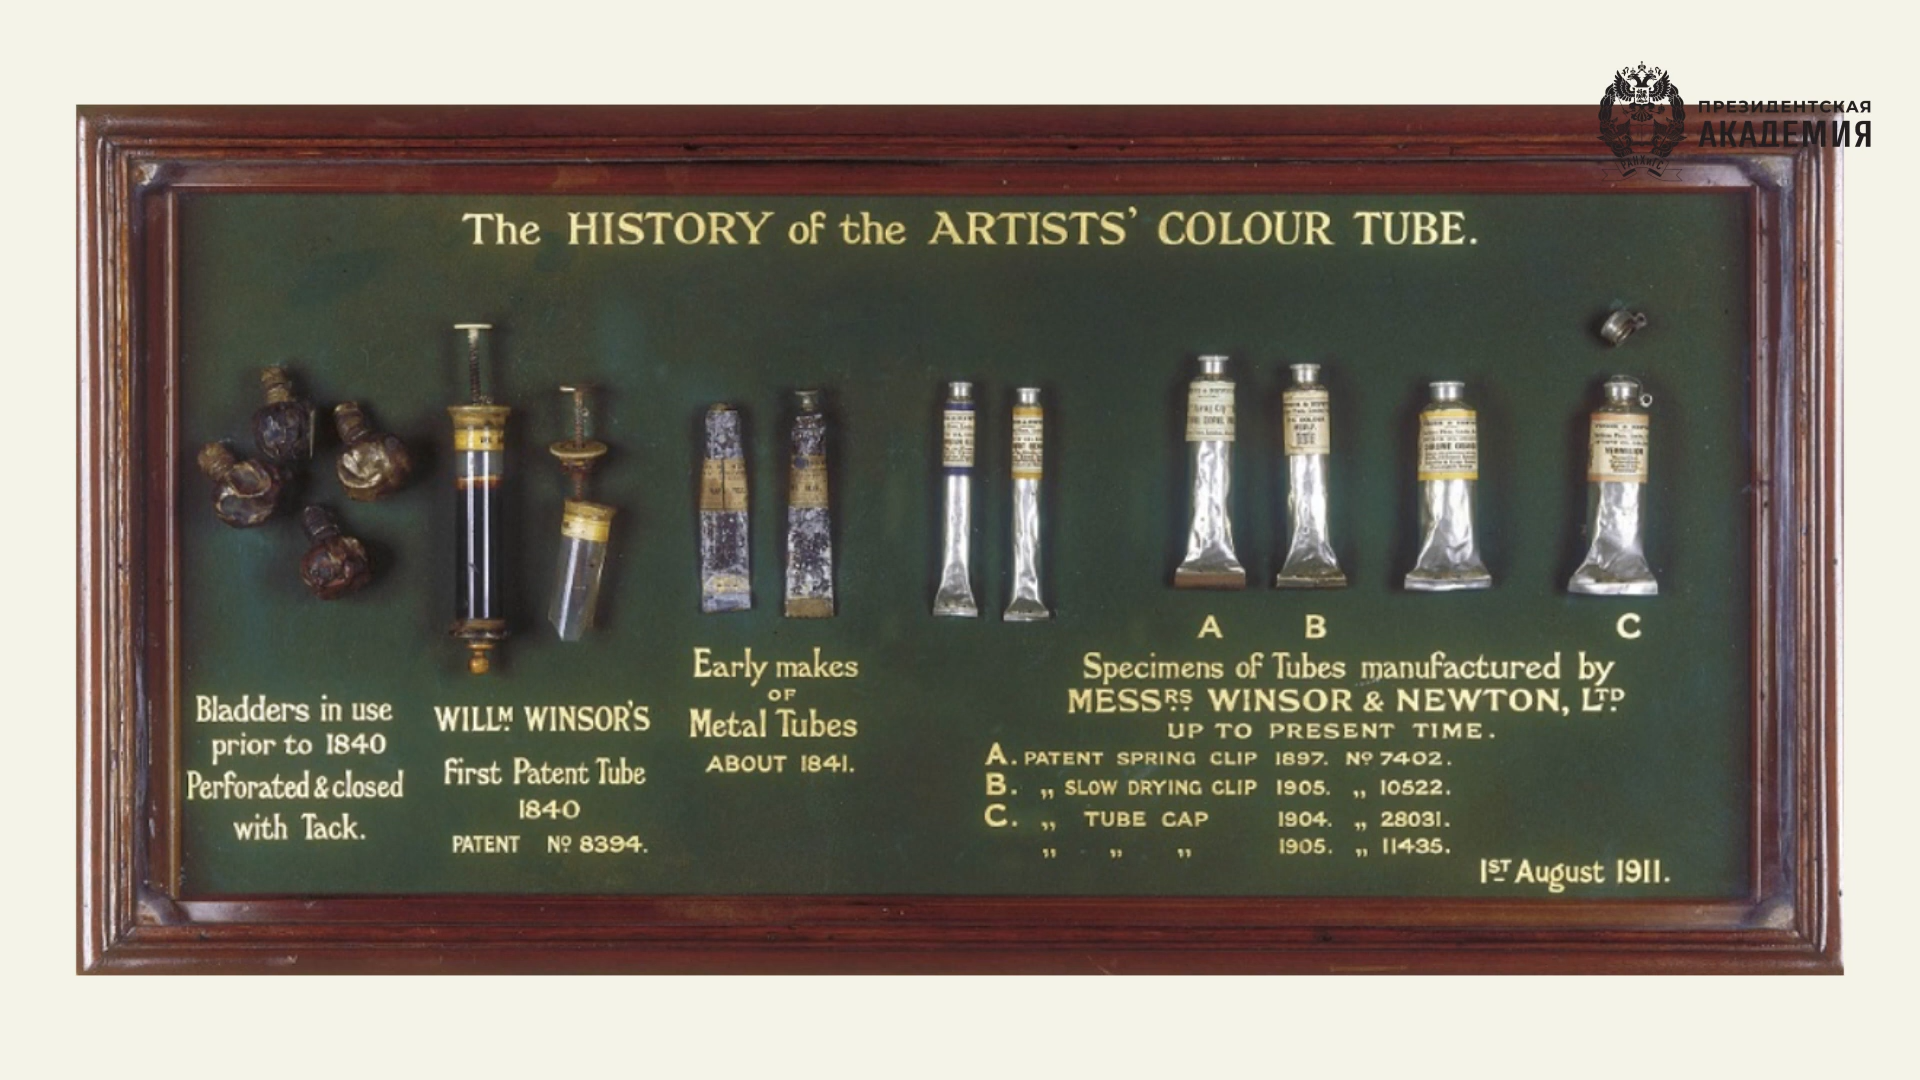 ПРЕЗИДЕНТСКАЯ
АКАДЕМИЯ
РАНХИГС
The HISTORY of the ARTISTS' COLOUR TUBE.
A B C
Bladders in use
prior to 1840
Perforated & closed
with Tack.
WILLM. WINSOR'S
first Patent Tube
1840
PATENT No 8394.
Early makes
OF
Metal Tubes
ABOUT 1841.
Specimens of Tubes manufactured by
MESSRS. WINSOR & NEWTON, LTD.
UP TO PRESENT TIME.
A. PATENT SPRING CLIP 1897. No 7402.
B. „ SLOW DRYING CLIP 1905. „ 10522.
C. „ TUBE CAP 1904. „ 28031.
„ „ „ 1905. „ 11435.
1ST August 1911.